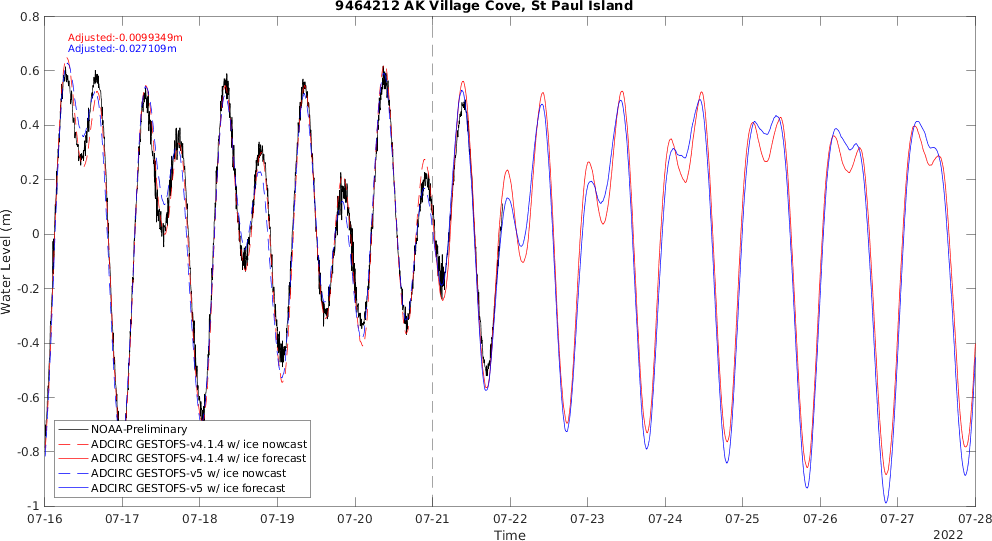 9464212 AK Village Cove, St Paul Island
Adjusted:-0.0099349m
Adjusted:-0.027109m
0.8
0.6
0.4
0.2
0
-0.2
-0.4
-0.6
-0.8
-1
Water Level (m)
NOAA-Preliminary
ADCIRC GESTOFS-v4.1.4 w/ ice nowcast
ADCIRC GESTOFS-v4.1.4 w/ ice forecast
ADCIRC GESTOFS-v5 w/ ice nowcast
ADCIRC GESTOFS-v5 w/ ice forecast
07-16 07-17 07-18 07-19 07-20 07-21 07-22 07-23 07-24 07-25 07-26 07-27 07-28
Time
2022